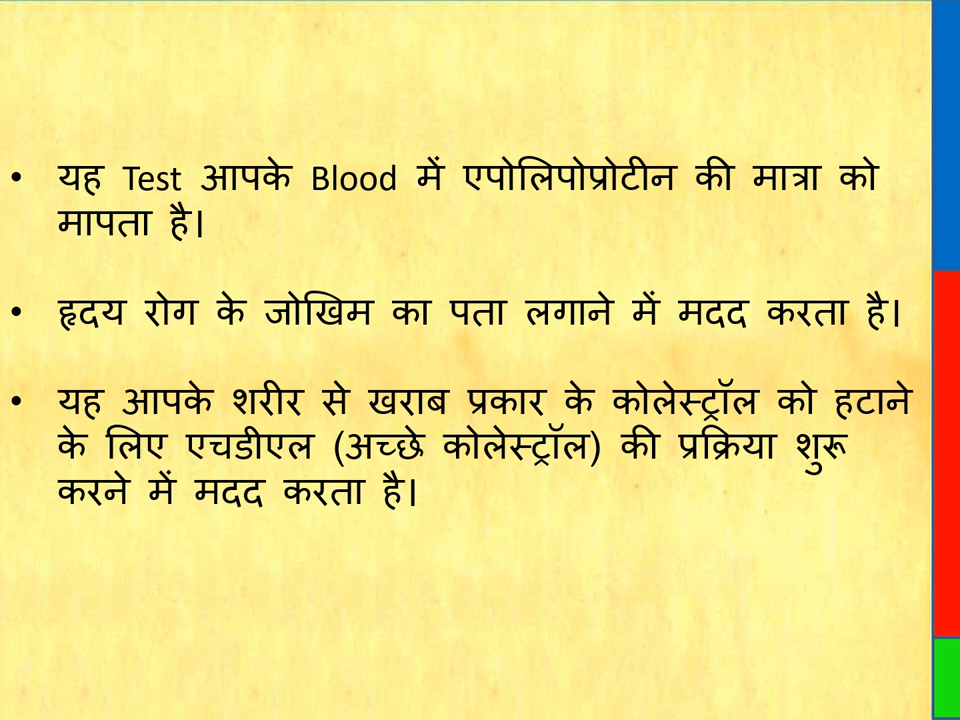 • यह Test आपके Blood में एपोलिपोप्रोटीन की मात्रा को
मापता है।
• हृदय रोग के जोखिम का पता लगाने में मदद करता है।
• यह आपके शरीर से खराब प्रकार के कोलेस्ट्रॉल को हटाने
के लिए एचडीएल (अच्छे कोलेस्ट्रॉल) की प्रक्रिया शुरू
करने में मदद करता है।